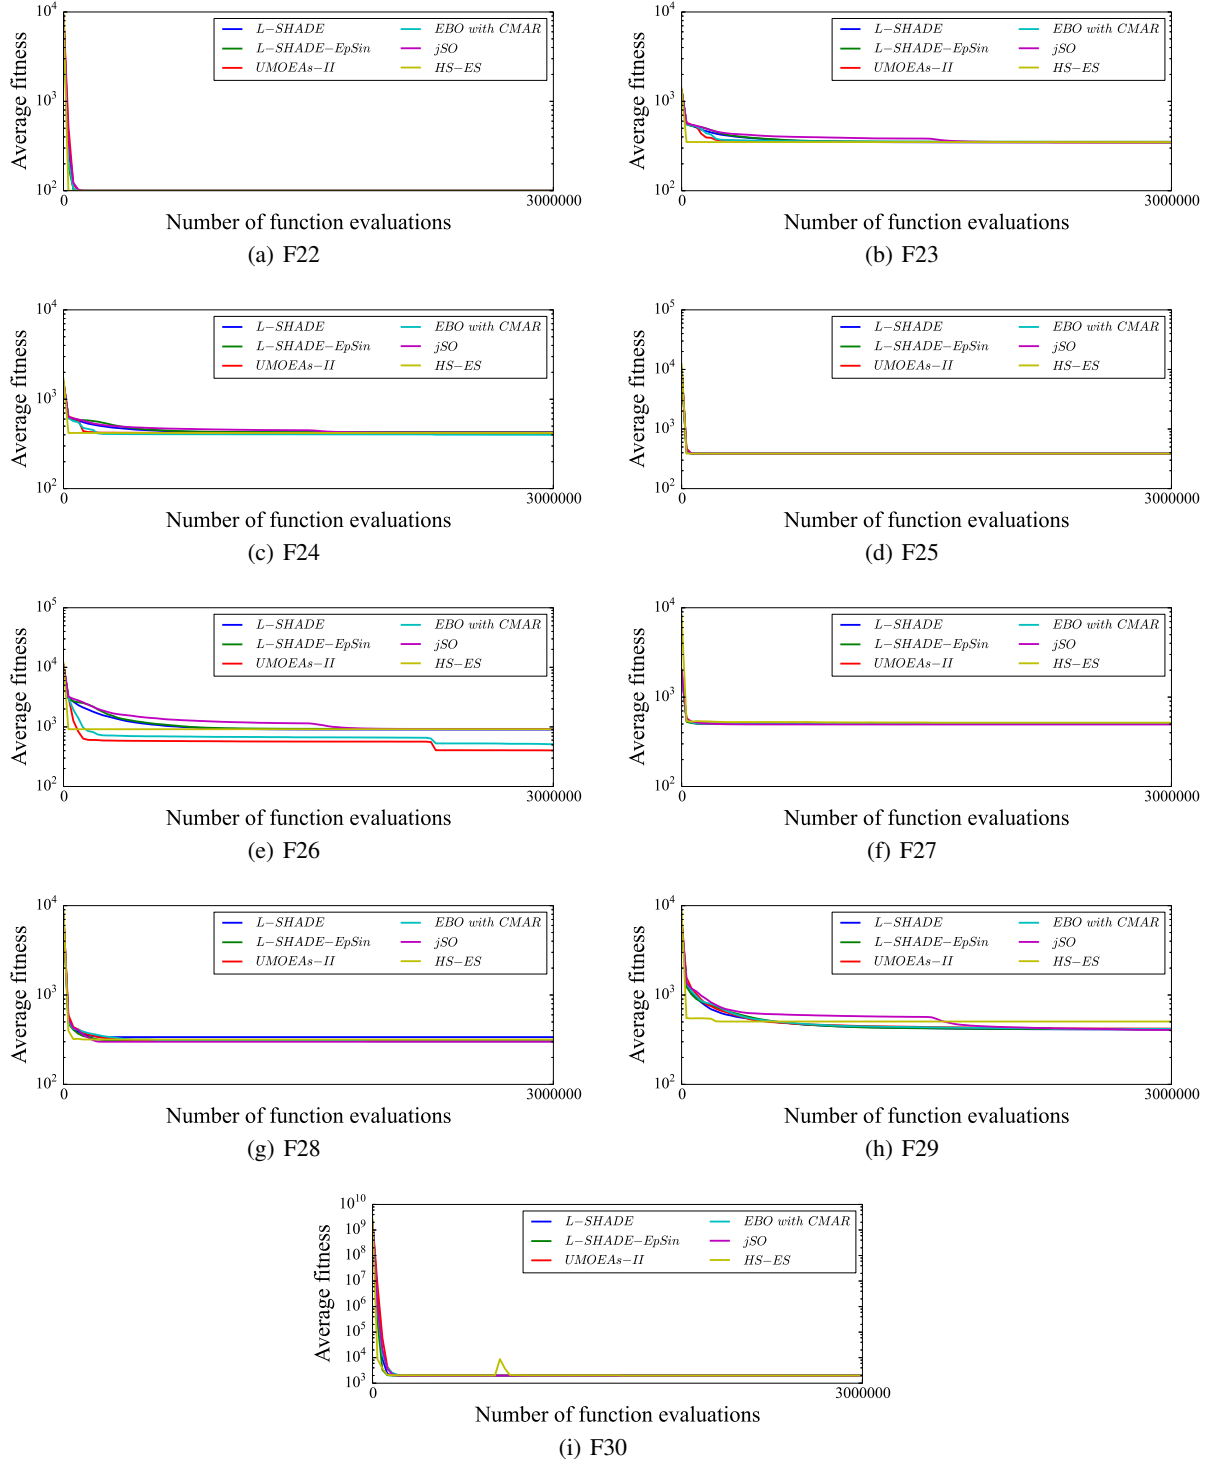 10^4
10^3
10^2
Average fitness
L−SHADE
L−SHADE−EpSin
UMOEAs−II
EBO with CMAR
jSO
HS−ES
0
3000000
Number of function evaluations
(a) F22
10^4
10^3
10^2
Average fitness
L−SHADE
L−SHADE−EpSin
UMOEAs−II
EBO with CMAR
jSO
HS−ES
0
3000000
Number of function evaluations
(b) F23
10^4
10^3
10^2
Average fitness
L−SHADE
L−SHADE−EpSin
UMOEAs−II
EBO with CMAR
jSO
HS−ES
0
3000000
Number of function evaluations
(c) F24
10^5
10^4
10^3
10^2
Average fitness
L−SHADE
L−SHADE−EpSin
UMOEAs−II
EBO with CMAR
jSO
HS−ES
0
3000000
Number of function evaluations
(d) F25
10^5
10^4
10^3
10^2
Average fitness
L−SHADE
L−SHADE−EpSin
UMOEAs−II
EBO with CMAR
jSO
HS−ES
0
3000000
Number of function evaluations
(e) F26
10^4
10^3
10^2
Average fitness
L−SHADE
L−SHADE−EpSin
UMOEAs−II
EBO with CMAR
jSO
HS−ES
0
3000000
Number of function evaluations
(f) F27
10^4
10^3
10^2
Average fitness
L−SHADE
L−SHADE−EpSin
UMOEAs−II
EBO with CMAR
jSO
HS−ES
0
3000000
Number of function evaluations
(g) F28
10^4
10^3
10^2
Average fitness
L−SHADE
L−SHADE−EpSin
UMOEAs−II
EBO with CMAR
jSO
HS−ES
0
3000000
Number of function evaluations
(h) F29
10^10
10^9
10^8
10^7
10^6
10^5
10^4
10^3
Average fitness
L−SHADE
L−SHADE−EpSin
UMOEAs−II
EBO with CMAR
jSO
HS−ES
0
3000000
Number of function evaluations
(i) F30